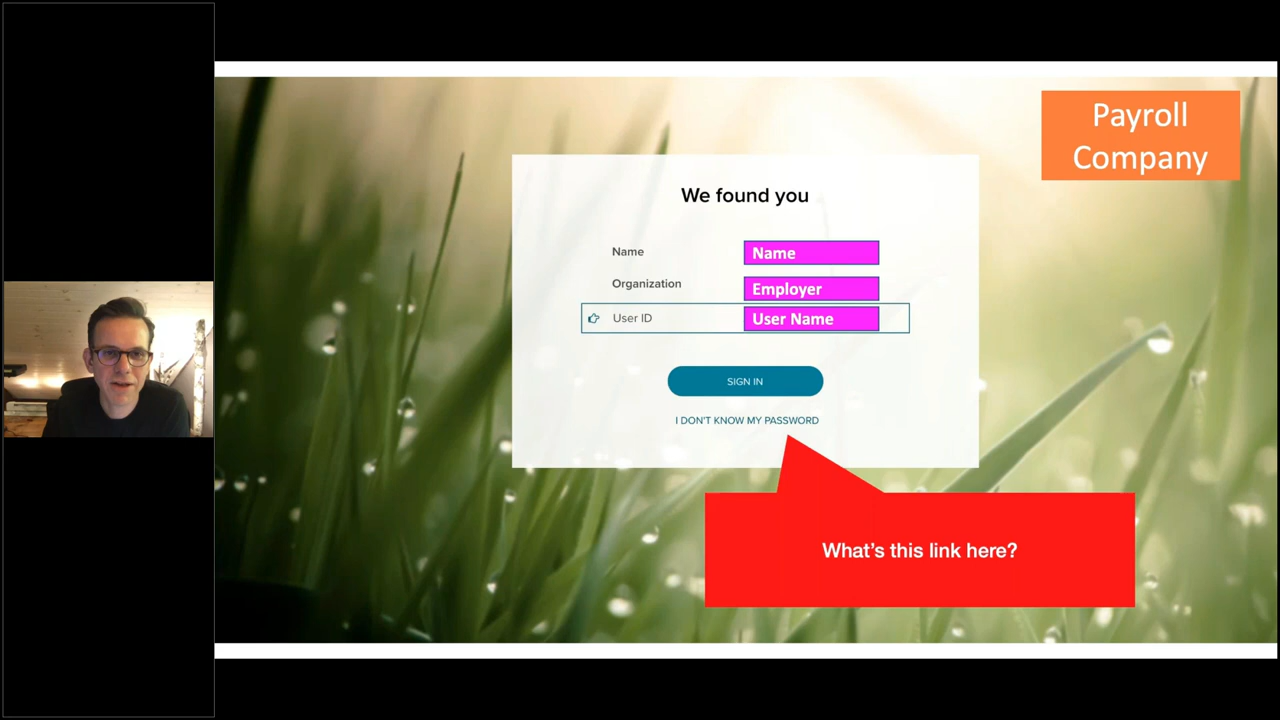 Payroll
Company
We found you
Name Name
Organization Employer
User ID User Name
SIGN IN
I DON'T KNOW MY PASSWORD
What's this link here?